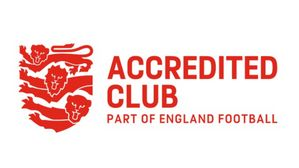 ACCREDITED
CLUB
PART OF ENGLAND FOOTBALL